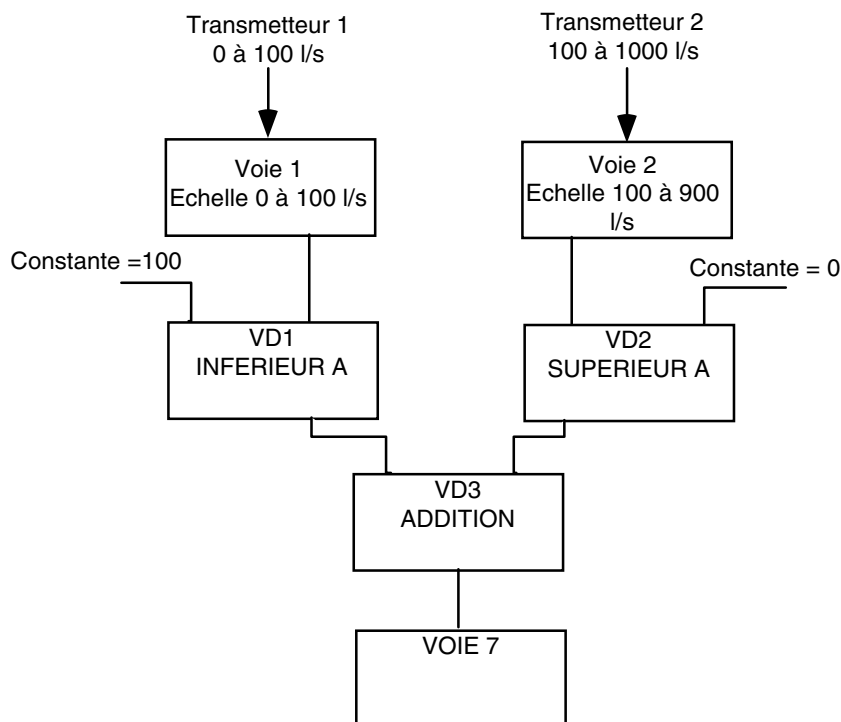 Transmetteur 1
0 à 100 l/s
Transmetteur 2
100 à 1000 l/s
Voie 1
Echelle 0 à 100 l/s
Voie 2
Echelle 100 à 900
l/s
Constante =100
Constante = 0
VD1
INFERIEUR A
VD2
SUPERIEUR A
VD3
ADDITION
VOIE 7